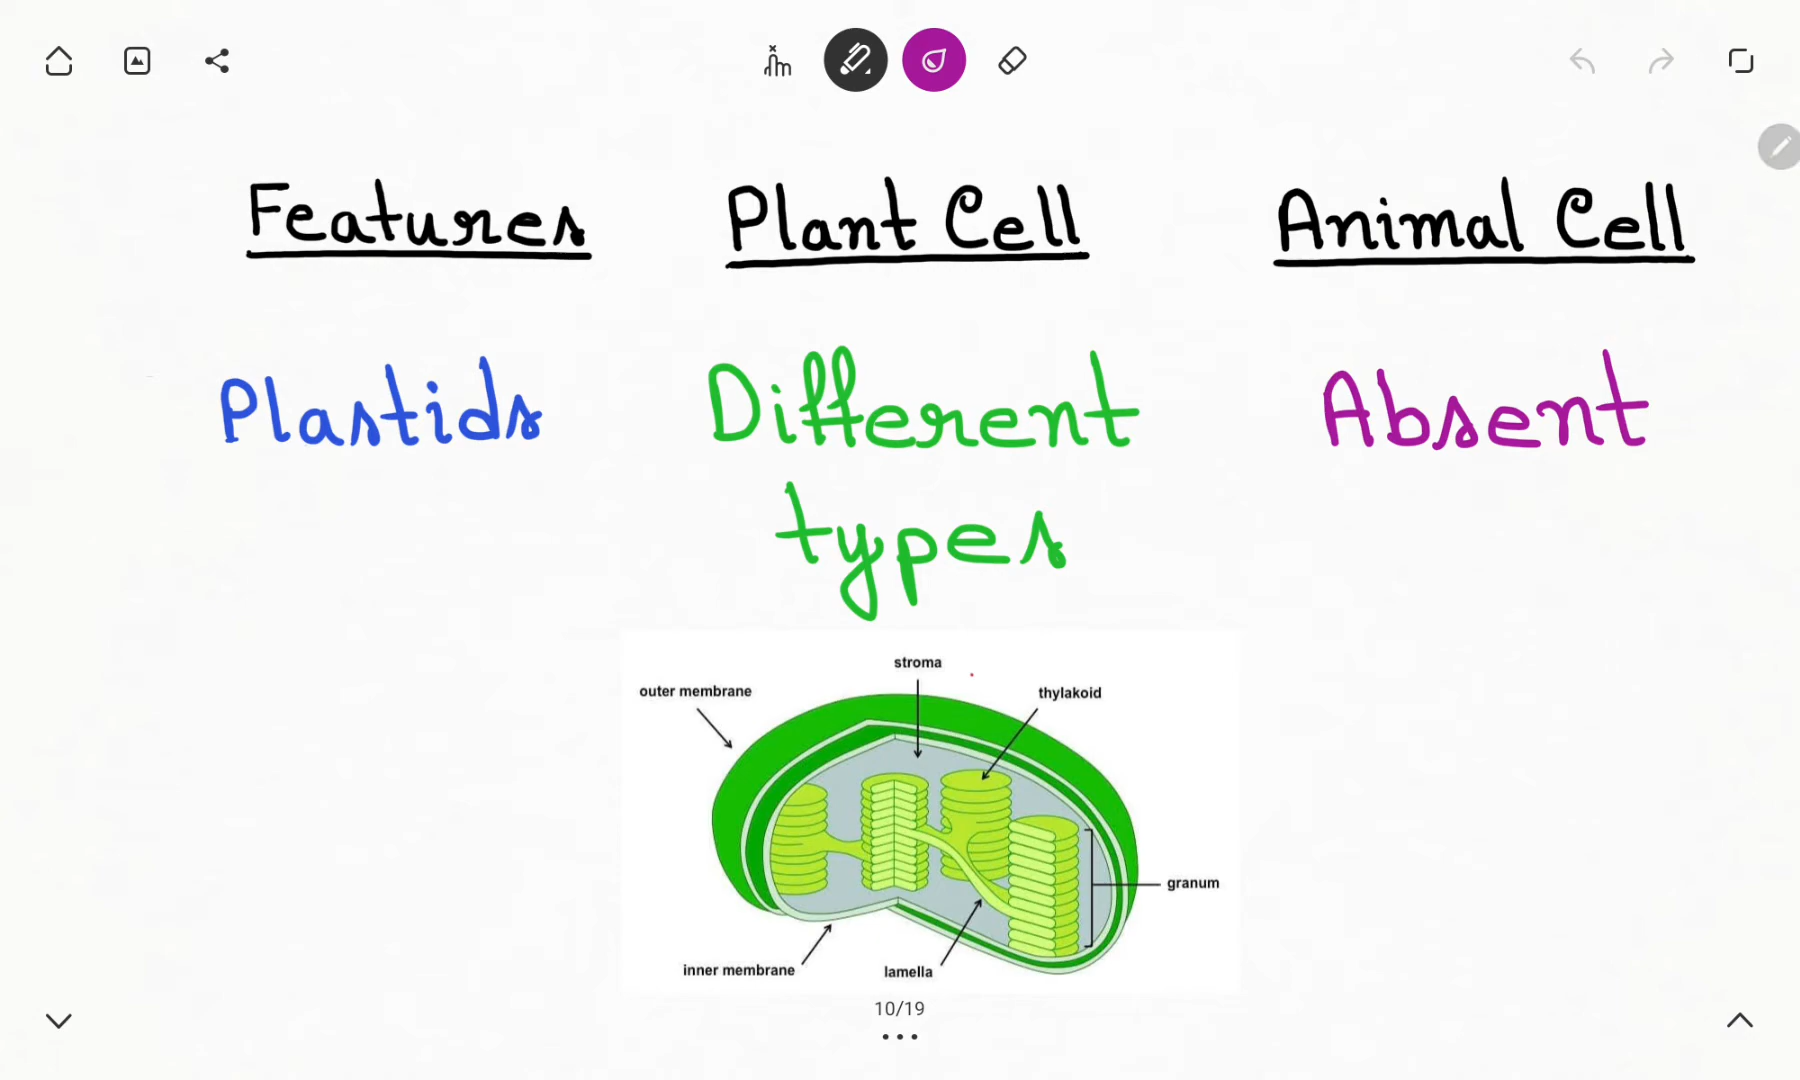 Features Plant Cell Animal Cell
Plastids Different Absent
types
stroma
outer membrane
thylakoid
granum
inner membrane
lamella
10/19